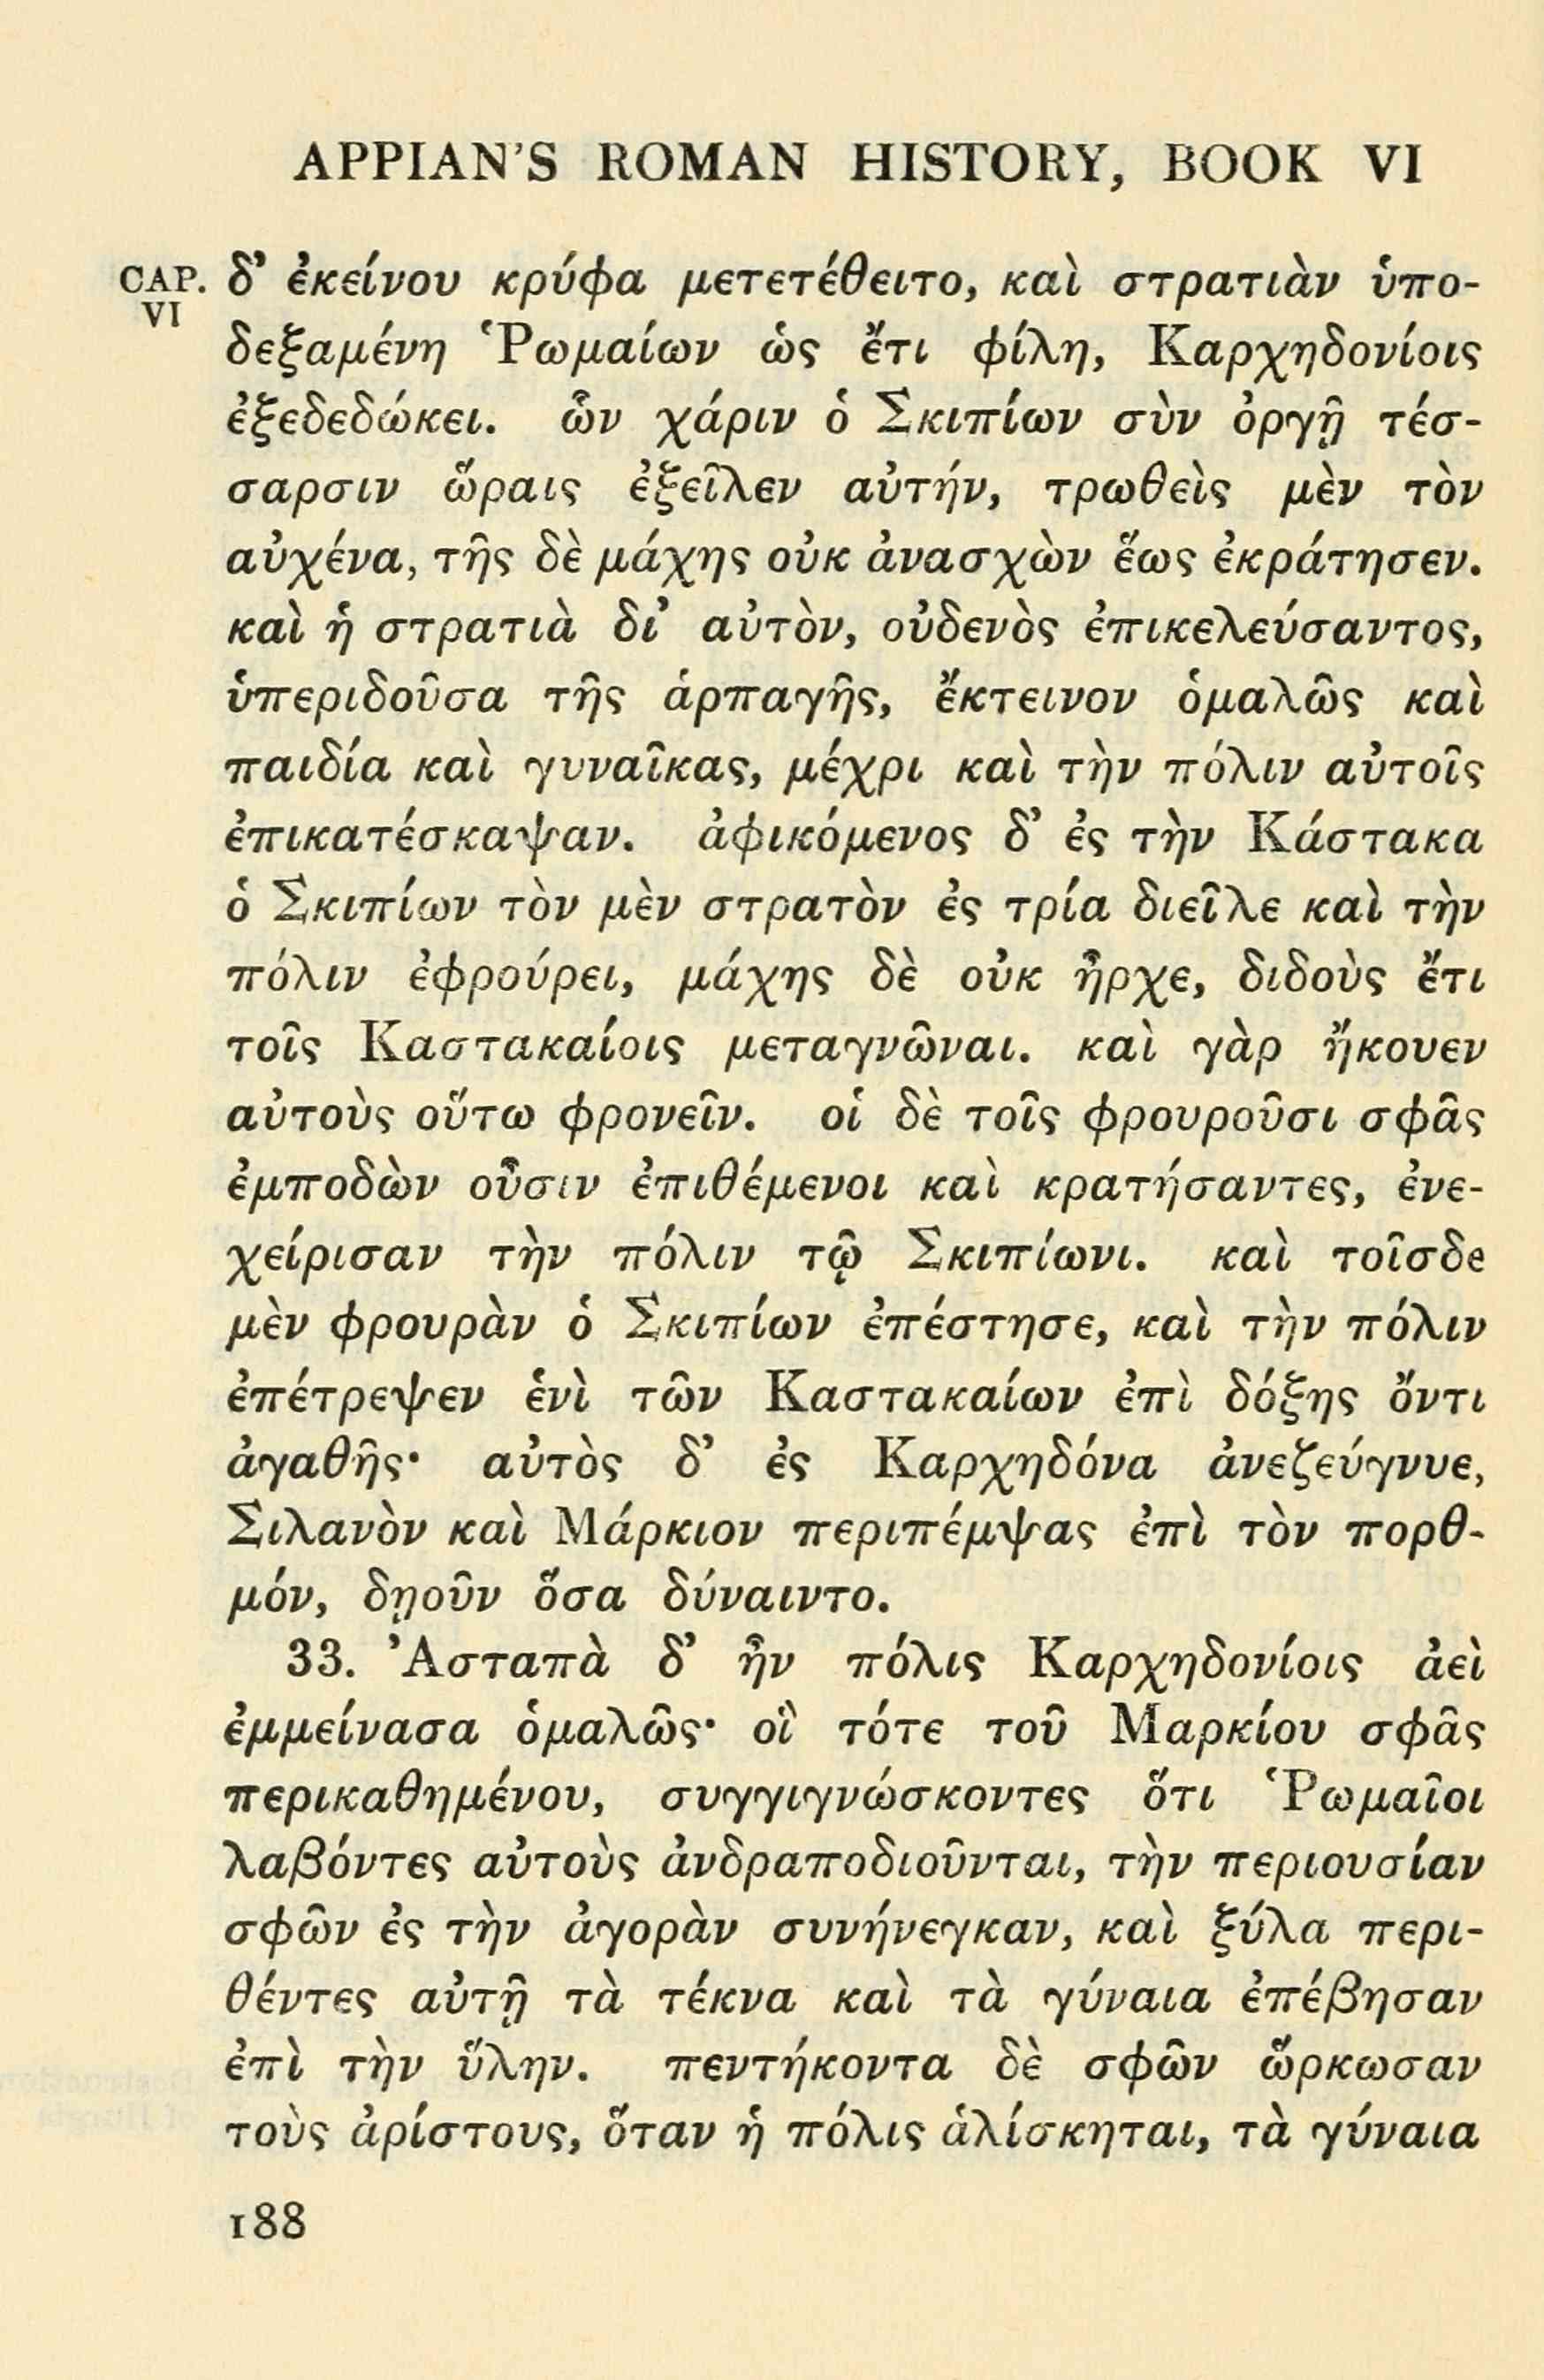 APPIAN'S ROMAN HISTORY, BOOK VI
CAP. VI
δ’ ἐκείνου κρύφα μετετέθειτο, καὶ στρατιὰν ὑπο-
δεξαμένη Ῥωμαίων ὡς ἔτι φίλη, Καρχηδονίοις
ἐξεδεδώκει. ὧν χάριν ὁ Σκιπίων σὺν ὀργῇ τέσ-
σαρσιν ὥραις ἐξεῖλεν αὐτήν, τρωθεὶς μὲν τὸν
αὐχένα, τῆς δὲ μάχης οὐκ ἀνασχὼν ἕως ἐκράτησεν.
καὶ ἡ στρατιὰ δι’ αὐτὸν, οὐδενὸς ἐπικελεύσαντος,
ὑπεριδοῦσα τῆς ἁρπαγῆς, ἔκτεινον ὁμαλῶς καὶ
παιδία καὶ γυναῖκας, μέχρι καὶ τὴν πόλιν αὐτοῖς
ἐπικατέσκαψαν. ἀφικόμενος δ’ ἐς τὴν Κάστακα
ὁ Σκιπίων τὸν μὲν στρατὸν ἐς τρία διεῖλε καὶ τὴν
πόλιν ἐφρούρει, μάχης δὲ οὐκ ἦρχε, διδοὺς ἔτι
τοῖς Καστακαίοις μεταγνῶναι. καὶ γὰρ ἤκουεν
αὐτοὺς οὕτω φρονεῖν. οἱ δὲ τοῖς φρουροῦσι σφᾶς
ἐμποδὼν οὖσιν ἐπιθέμενοι καὶ κρατήσαντες, ἐνε-
χείρισαν τὴν πόλιν τῷ Σκιπίωνι. καὶ τοῖσδε
μὲν φρουρὰν ὁ Σκιπίων ἐπέστησε, καὶ τὴν πόλιν
ἐπέτρεψεν ἑνὶ τῶν Καστακαίων ἐπὶ δόξης ὄντι
ἀγαθῆς· αὐτὸς δ’ ἐς Καρχηδόνα ἀνεζεύγνυε,
Σιλανὸν καὶ Μάρκιον περιπέμψας ἐπὶ τὸν πορθ-
μόν, δῃοῦν ὅσα δύναιντο.
33. Ἀσταπὰ δ’ ἦν πόλις Καρχηδονίοις ἀεὶ
ἐμμείνασα ὁμαλῶς· οἳ τότε τοῦ Μαρκίου σφᾶς
περικαθημένου, συγγιγνώσκοντες ὅτι Ῥωμαῖοι
λαβόντες αὐτοὺς ἀνδραποδιοῦνται, τὴν περιουσίαν
σφῶν ἐς τὴν ἀγορὰν συνήνεγκαν, καὶ ξύλα περι-
θέντες αὐτῇ τὰ τέκνα καὶ τὰ γύναια ἐπέβησαν
ἐπὶ τὴν ὕλην. πεντήκοντα δὲ σφῶν ὥρκωσαν
τοὺς ἀρίστους, ὅταν ἡ πόλις ἁλίσκηται, τὰ γύναια
188